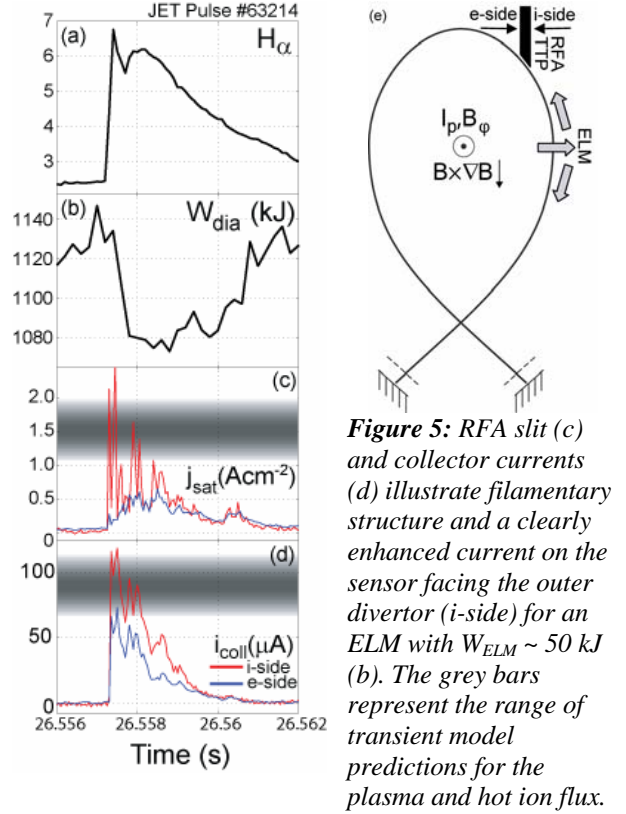 JET Pulse #63214
(a)
Hα
7
6
5
4
3
(b)
Wdia (kJ)
1140
1120
1100
1080
(c)
2.0
1.5
1.0
jsat(Acm-2)
0.5
0
(d)
100
icoll(μA)
50
i-side
e-side
0
26.556 26.558 26.56 26.562
Time (s)
(e)
e-side i-side
RFA
TTP
Ip,Bφ
B×∇B
ELM
Figure 5: RFA slit (c)
and collector currents
(d) illustrate filamentary
structure and a clearly
enhanced current on the
sensor facing the outer
divertor (i-side) for an
ELM with WELM ~ 50 kJ
(b). The grey bars
represent the range of
transient model
predictions for the
plasma and hot ion flux.